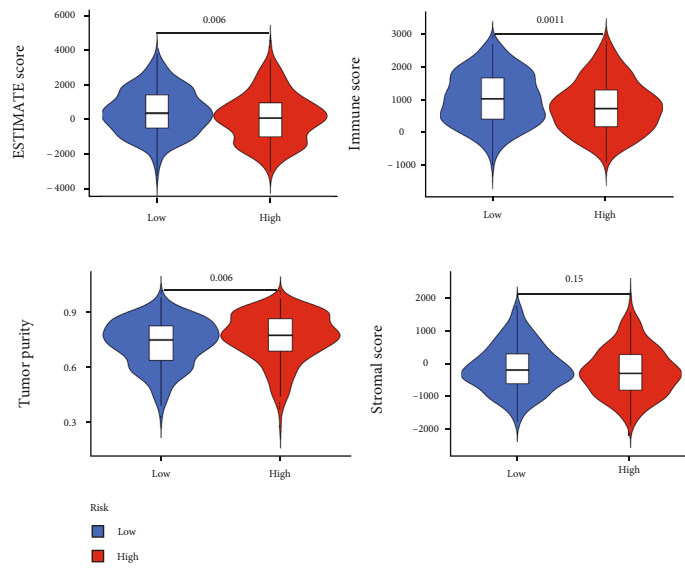 ESTIMATE score
6000
4000
2000
0
– 2000
– 4000
0.006
Low
High
Immune score
3000
2000
1000
0
– 1000
0.0011
Low
High
Tumor purity
0.9
0.6
0.3
0.006
Low
High
Stromal score
2000
1000
0
–1000
–2000
0.15
Low
High
Risk
Low
High